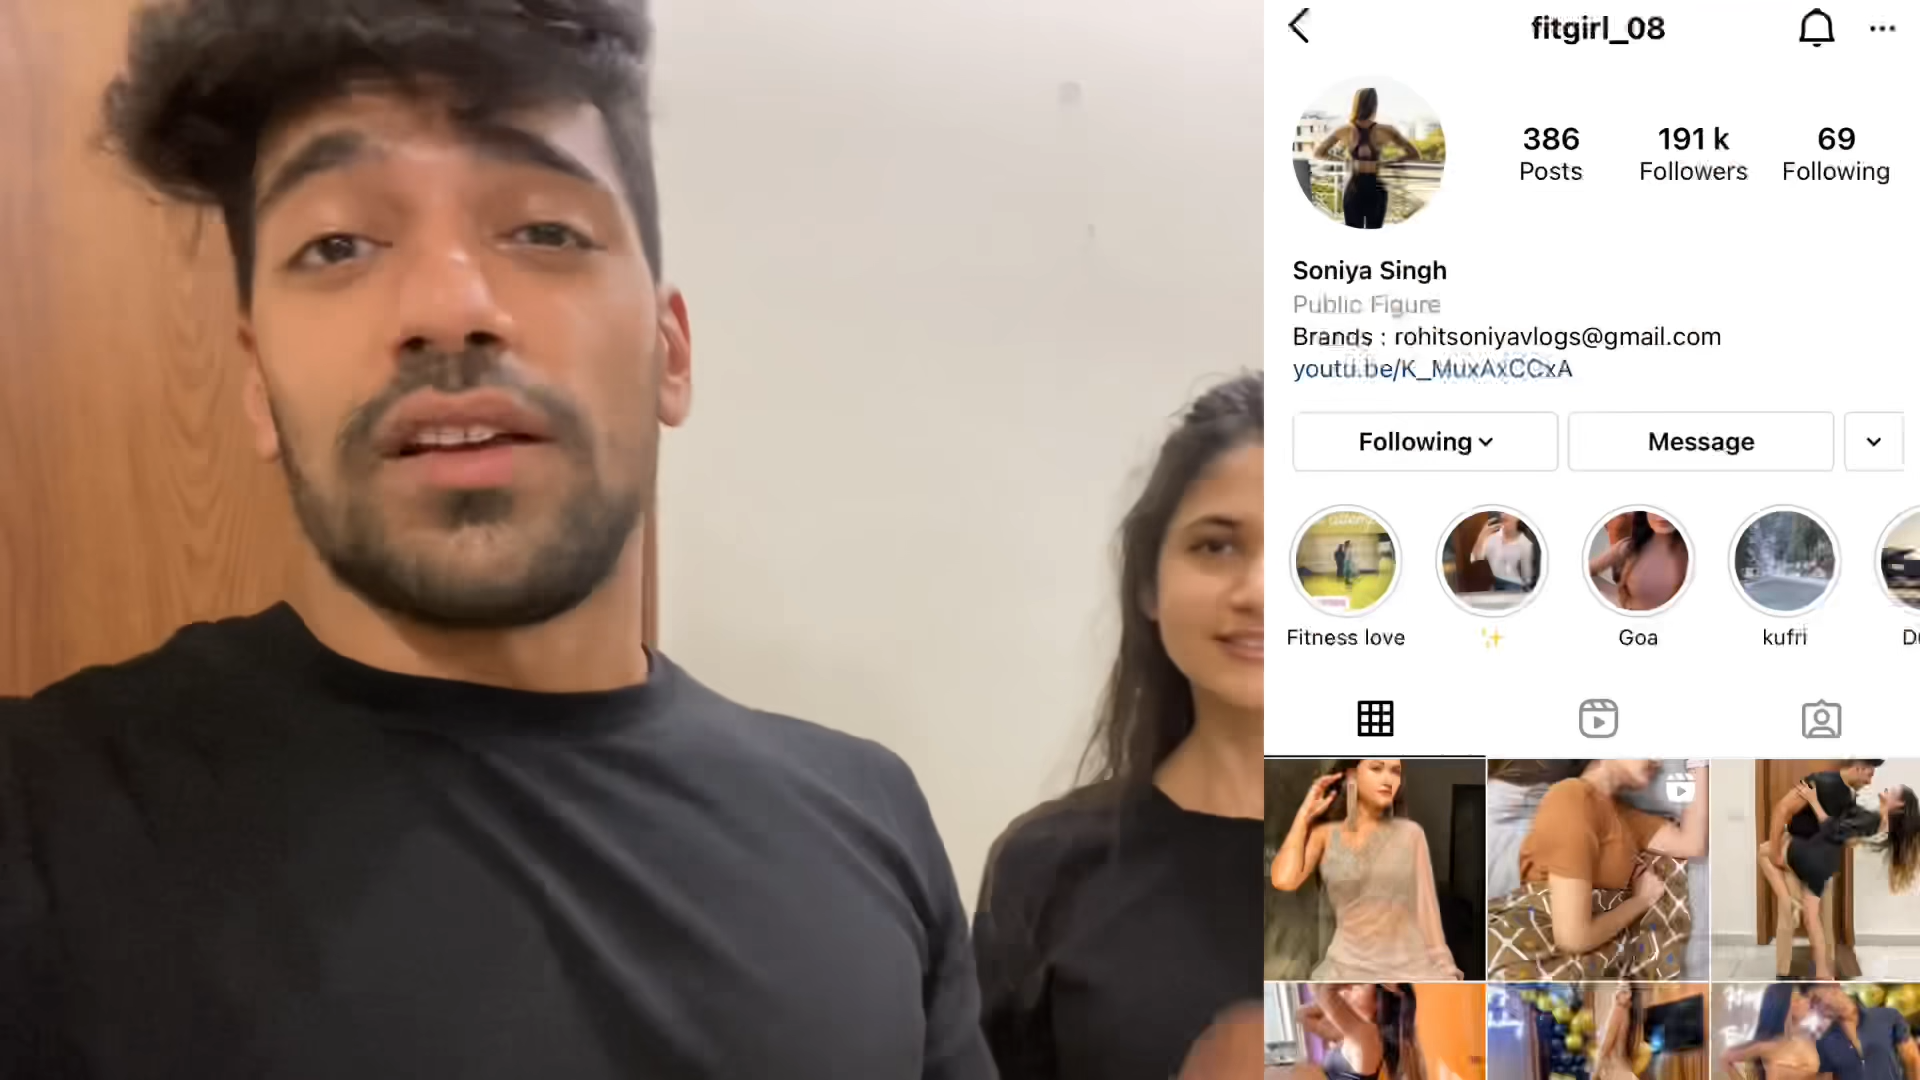 fitgirl_08
386
Posts
191 k
Followers
69
Following
Soniya Singh
Public Figure
Brands : rohitsoniyavlogs@gmail.com
youtu.be/K_MuxAxCCxA
Following
Message
Fitness love
✨
Goa
kufri